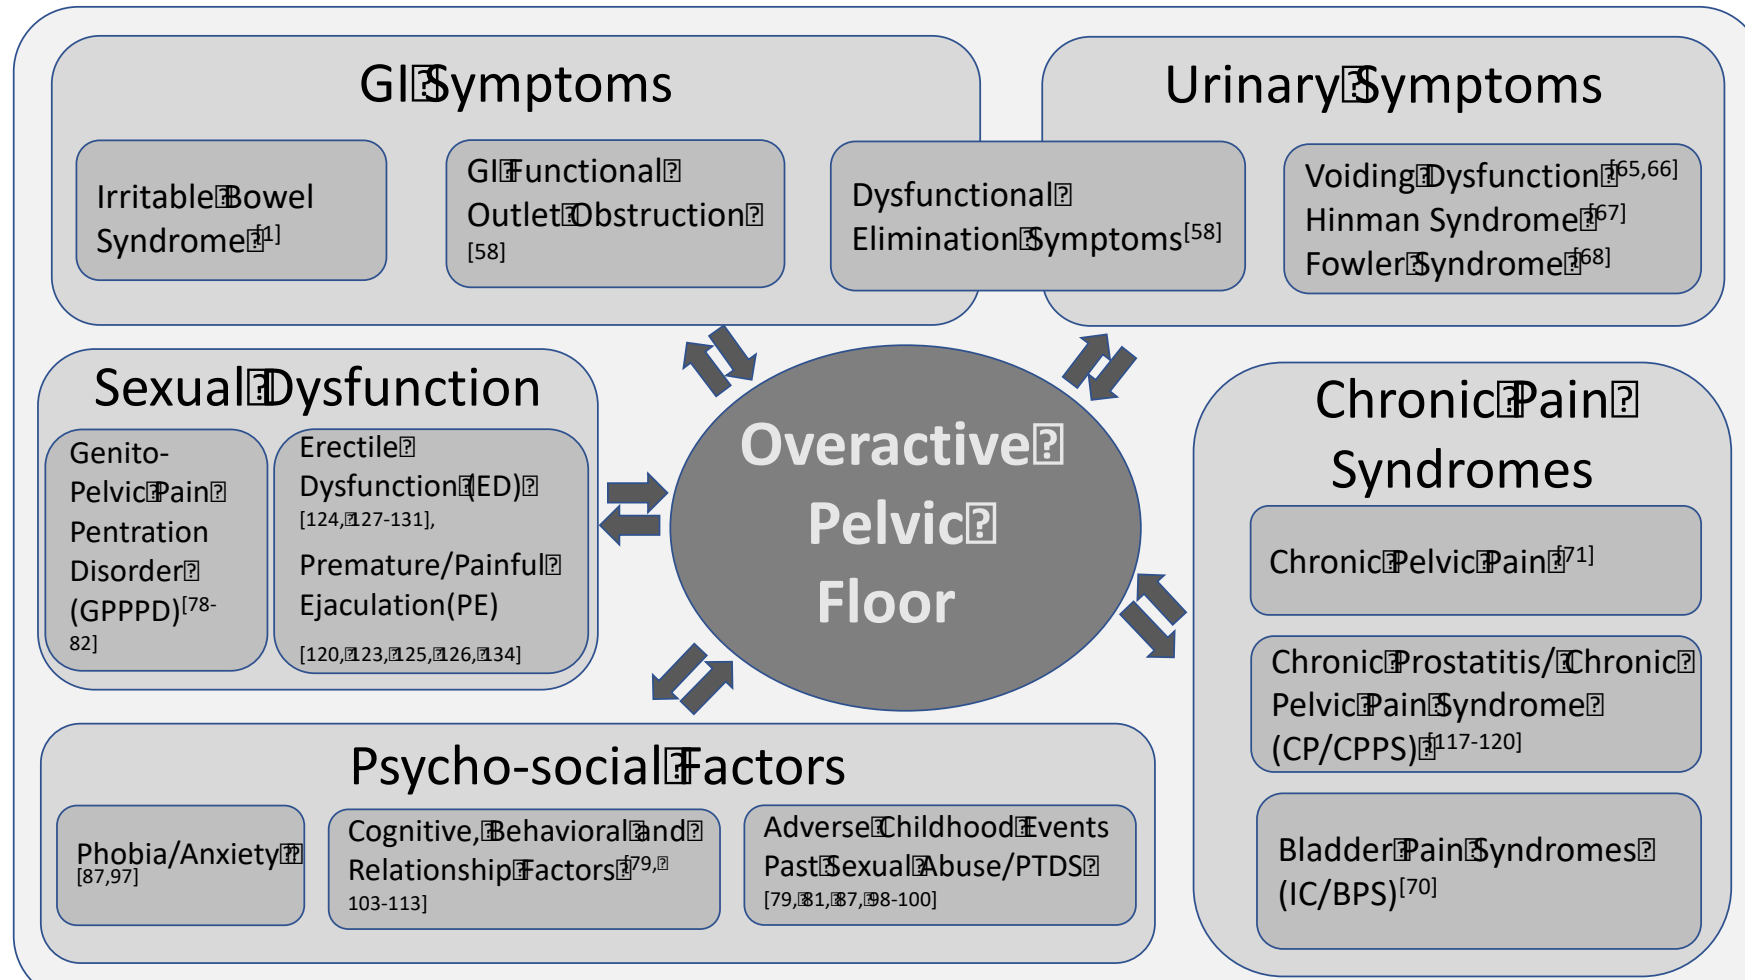 GI Symptoms
Urinary Symptoms
Irritable Bowel
Syndrome [1]
GI Functional
Outlet Obstruction
[58]
Dysfunctional
Elimination Symptoms[58]
Voiding Dysfunction [65,66]
Hinman Syndrome [67]
Fowler Syndrome [68]
Sexual Dysfunction
Genito-
Pelvic Pain
Pentration
Disorder
(GPPPD)[78-
82]
Erectile
Dysfunction (ED)
[124, 127-131],
Premature/Painful
Ejaculation(PE)
[120, 123, 125, 126, 134]
Overactive
Pelvic
Floor
Chronic Pain
Syndromes
Chronic Pelvic Pain [71]
Chronic Prostatitis/ Chronic
Pelvic Pain Syndrome
(CP/CPPS) [117-120]
Bladder Pain Syndromes
(IC/BPS)[70]
Psycho-social Factors
Phobia/Anxiety
[87,97]
Cognitive, Behavioral and
Relationship Factors [79,
103-113]
Adverse Childhood Events
Past Sexual Abuse/PTDS
[79, 81, 87, 98-100]